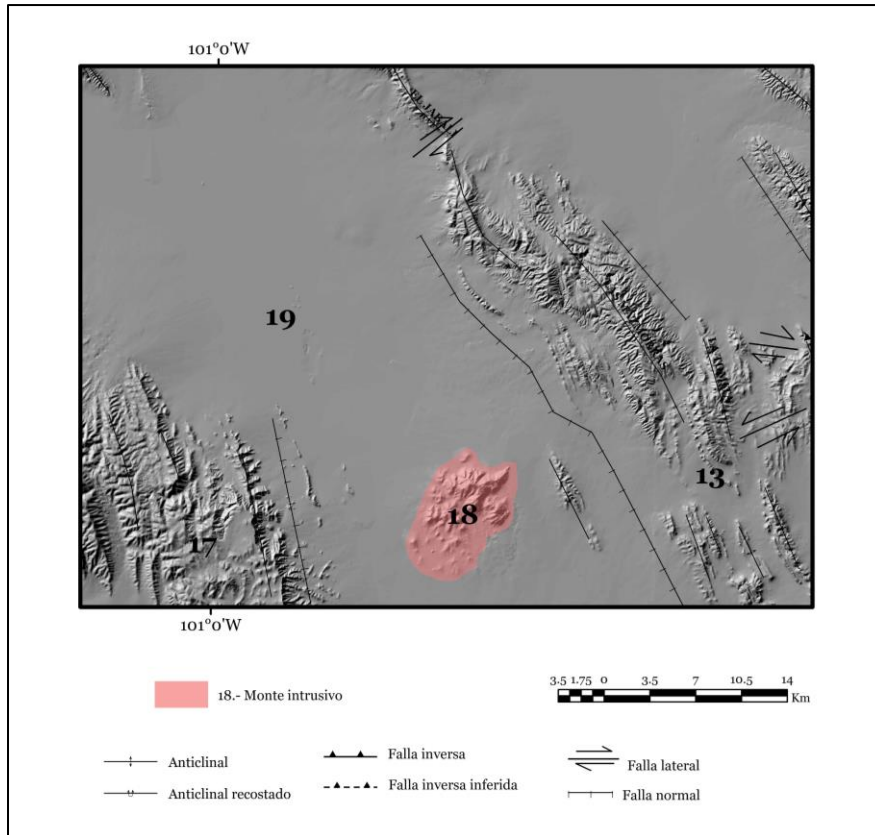 101°0'W
19
13
18
17
101°0'W
18.- Monte intrusivo
3.5 1.75 0 3.5 7 10.5 14
Km
Anticlinal
Falla inversa
Falla lateral
Anticlinal recostado
Falla inversa inferida
Falla normal